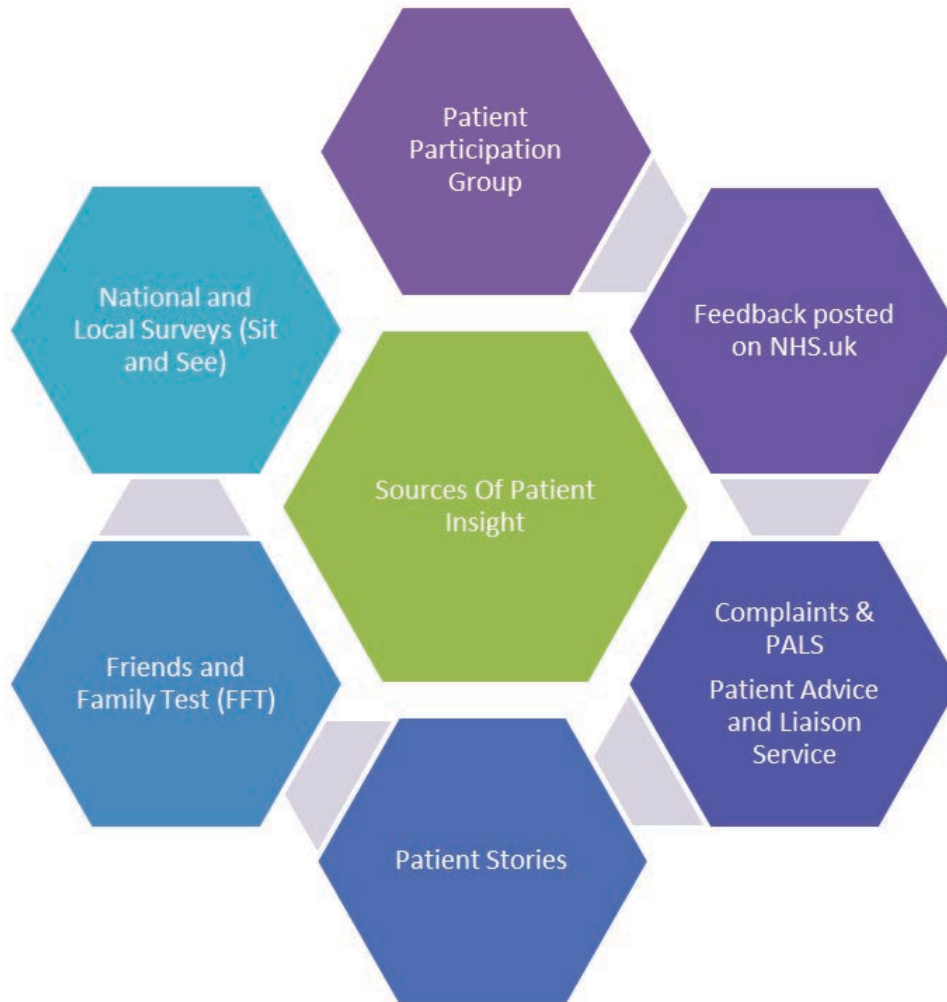 Patient
Participation
Group
National and
Local Surveys (Sit
and See)
Feedback posted
on NHS.uk
Sources Of Patient
Insight
Friends and
Family Test (FFT)
Complaints &
PALS
Patient Advice
and Liaison
Service
Patient Stories